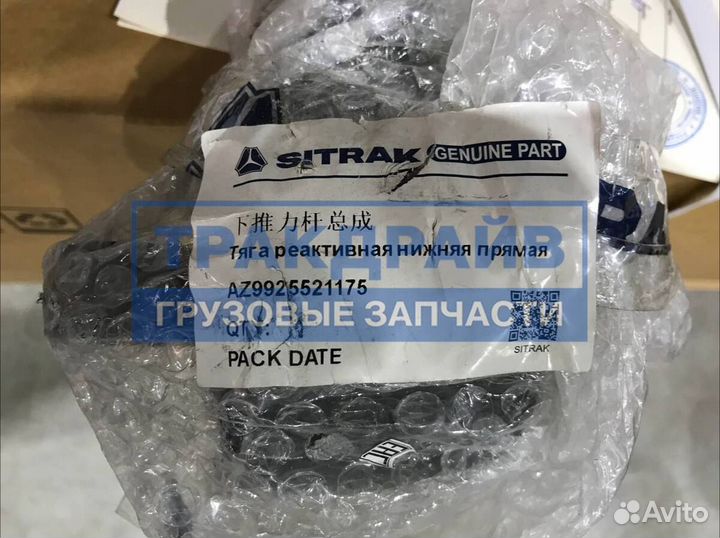 SITRAK GENUINE PART
下推力杆总成
ТРАКДРАЙВ
Тяга реактивная нижняя прямая
AZ9925521175
ГРУЗОВЫЕ ЗАПЧАСТИ
QTY:
SITRAK
PACK DATE
EAC
Avito